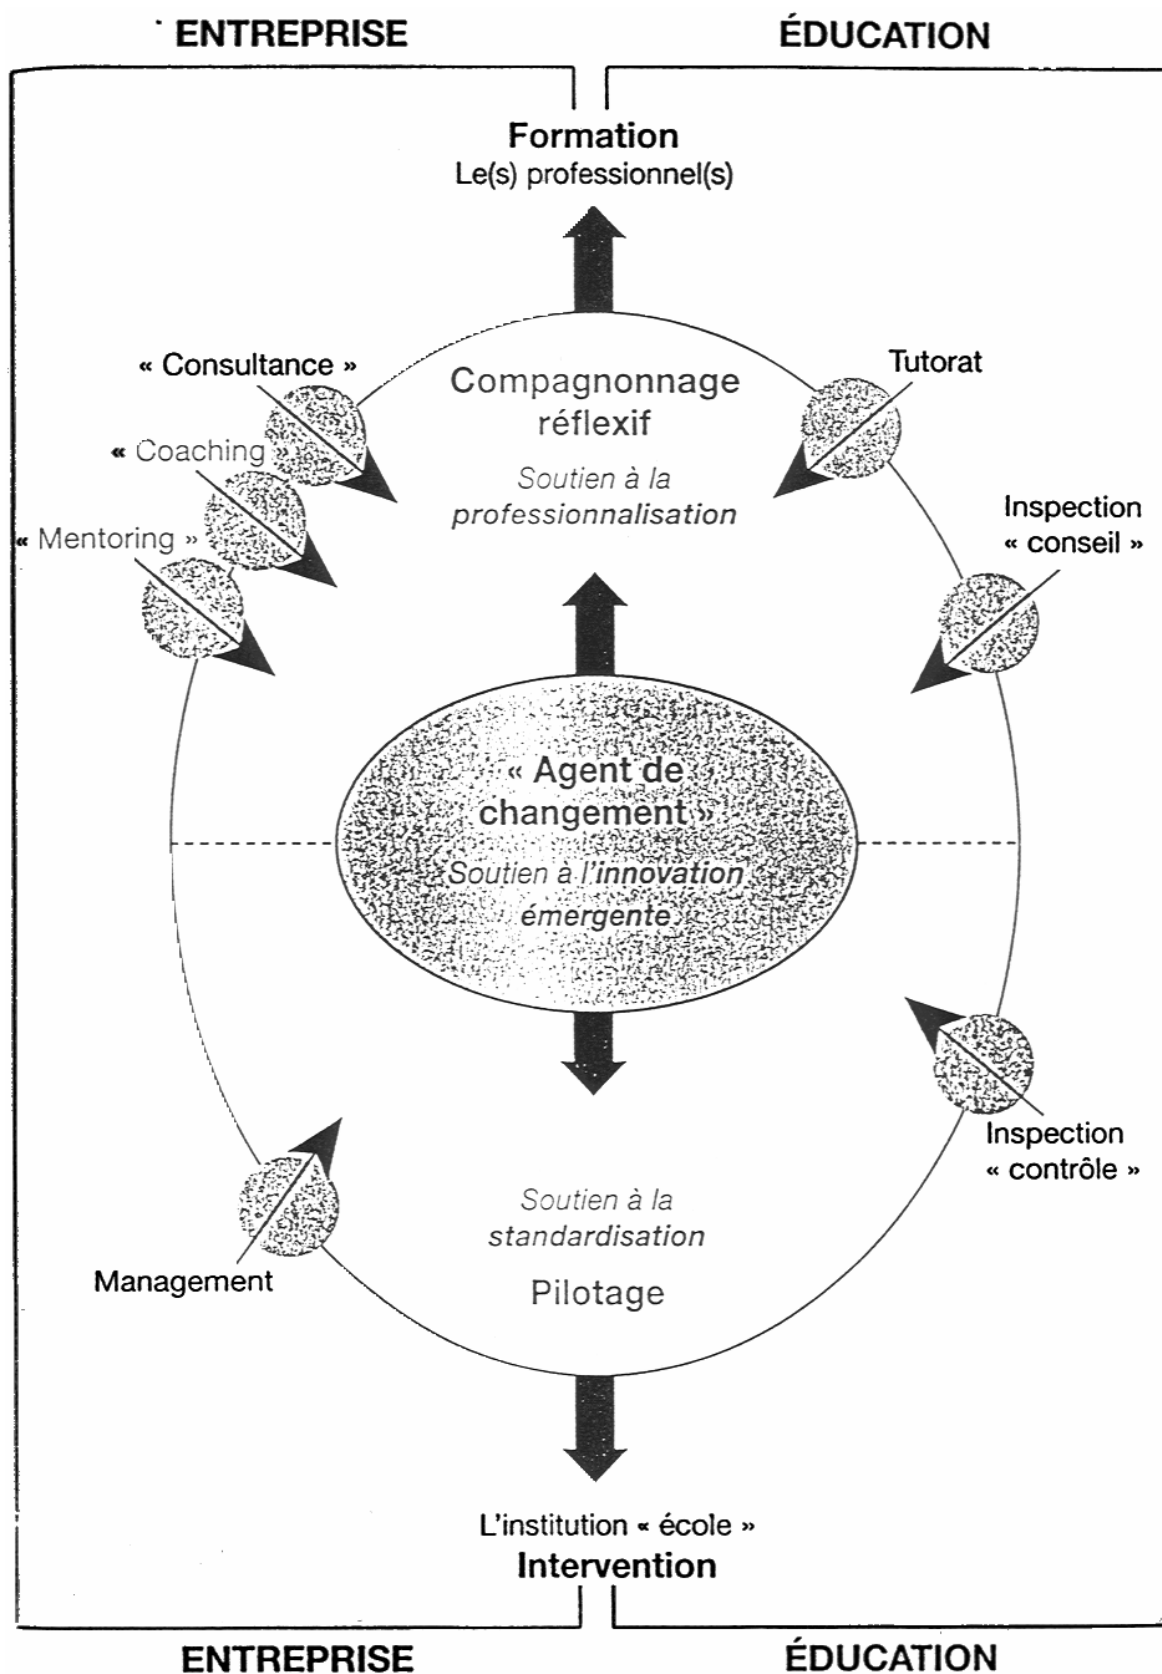 ENTREPRISE
ÉDUCATION
Formation
Le(s) professionnel(s)
« Consultance »
Tutorat
Compagnonnage
réflexif
« Coaching »
Soutien à la
professionnalisation
Inspection
« conseil »
« Mentoring »
« Agent de
changement »
Soutien à l'innovation
émergente
Inspection
« contrôle »
Soutien à la
standardisation
Management
Pilotage
L'institution « école »
Intervention
ENTREPRISE
ÉDUCATION